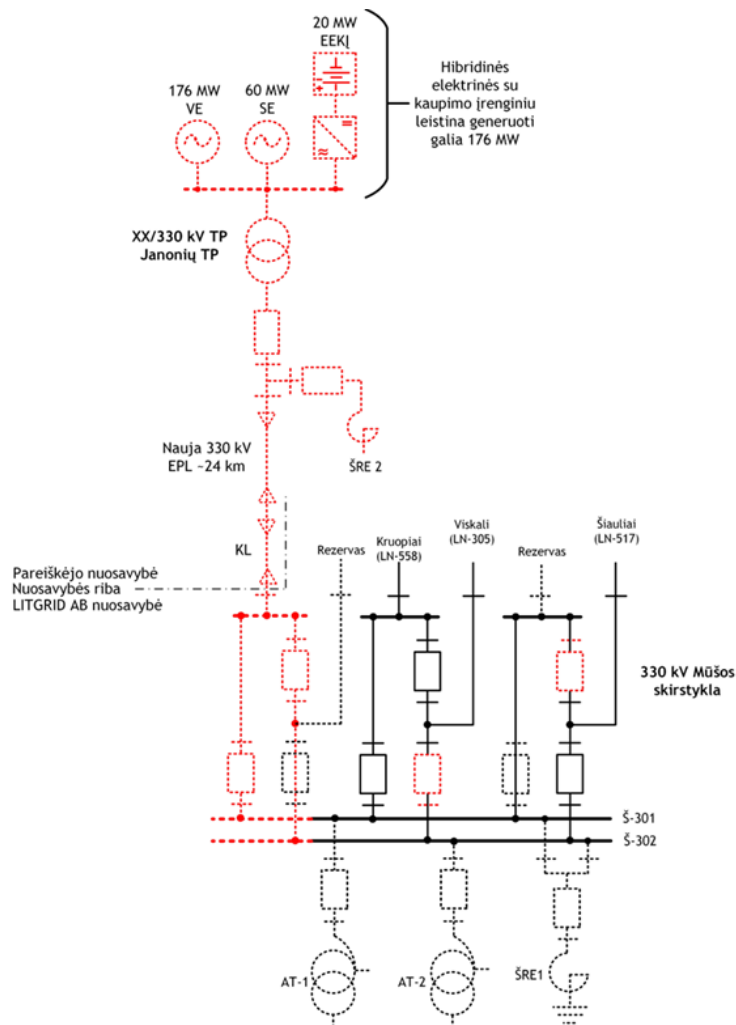 20 MW
EEKĮ
176 MW
VE
60 MW
SE
Hibridinės
elektrinės su
kaupimo įrenginiu
leistina generuoti
galia 176 MW
XX/330 kV TP
Janonių TP
Nauja 330 kV
EPL ~24 km
ŠRE 2
KL
Pareiškėjo nuosavybė
Nuosavybės riba
LITGRID AB nuosavybė
Rezervas
Kruopiai
(LN-558)
Viskali
(LN-305)
Rezervas
Šiauliai
(LN-517)
330 kV Mūšos
skirstykla
Š-301
Š-302
AT-1
AT-2
ŠRE1